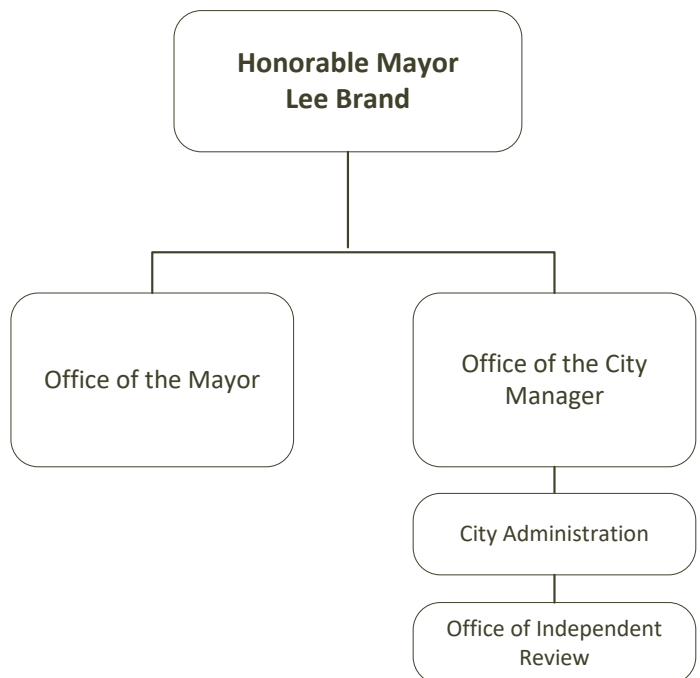 Honorable Mayor
Lee Brand
Office of the Mayor
Office of the City
Manager
City Administration
Office of Independent
Review